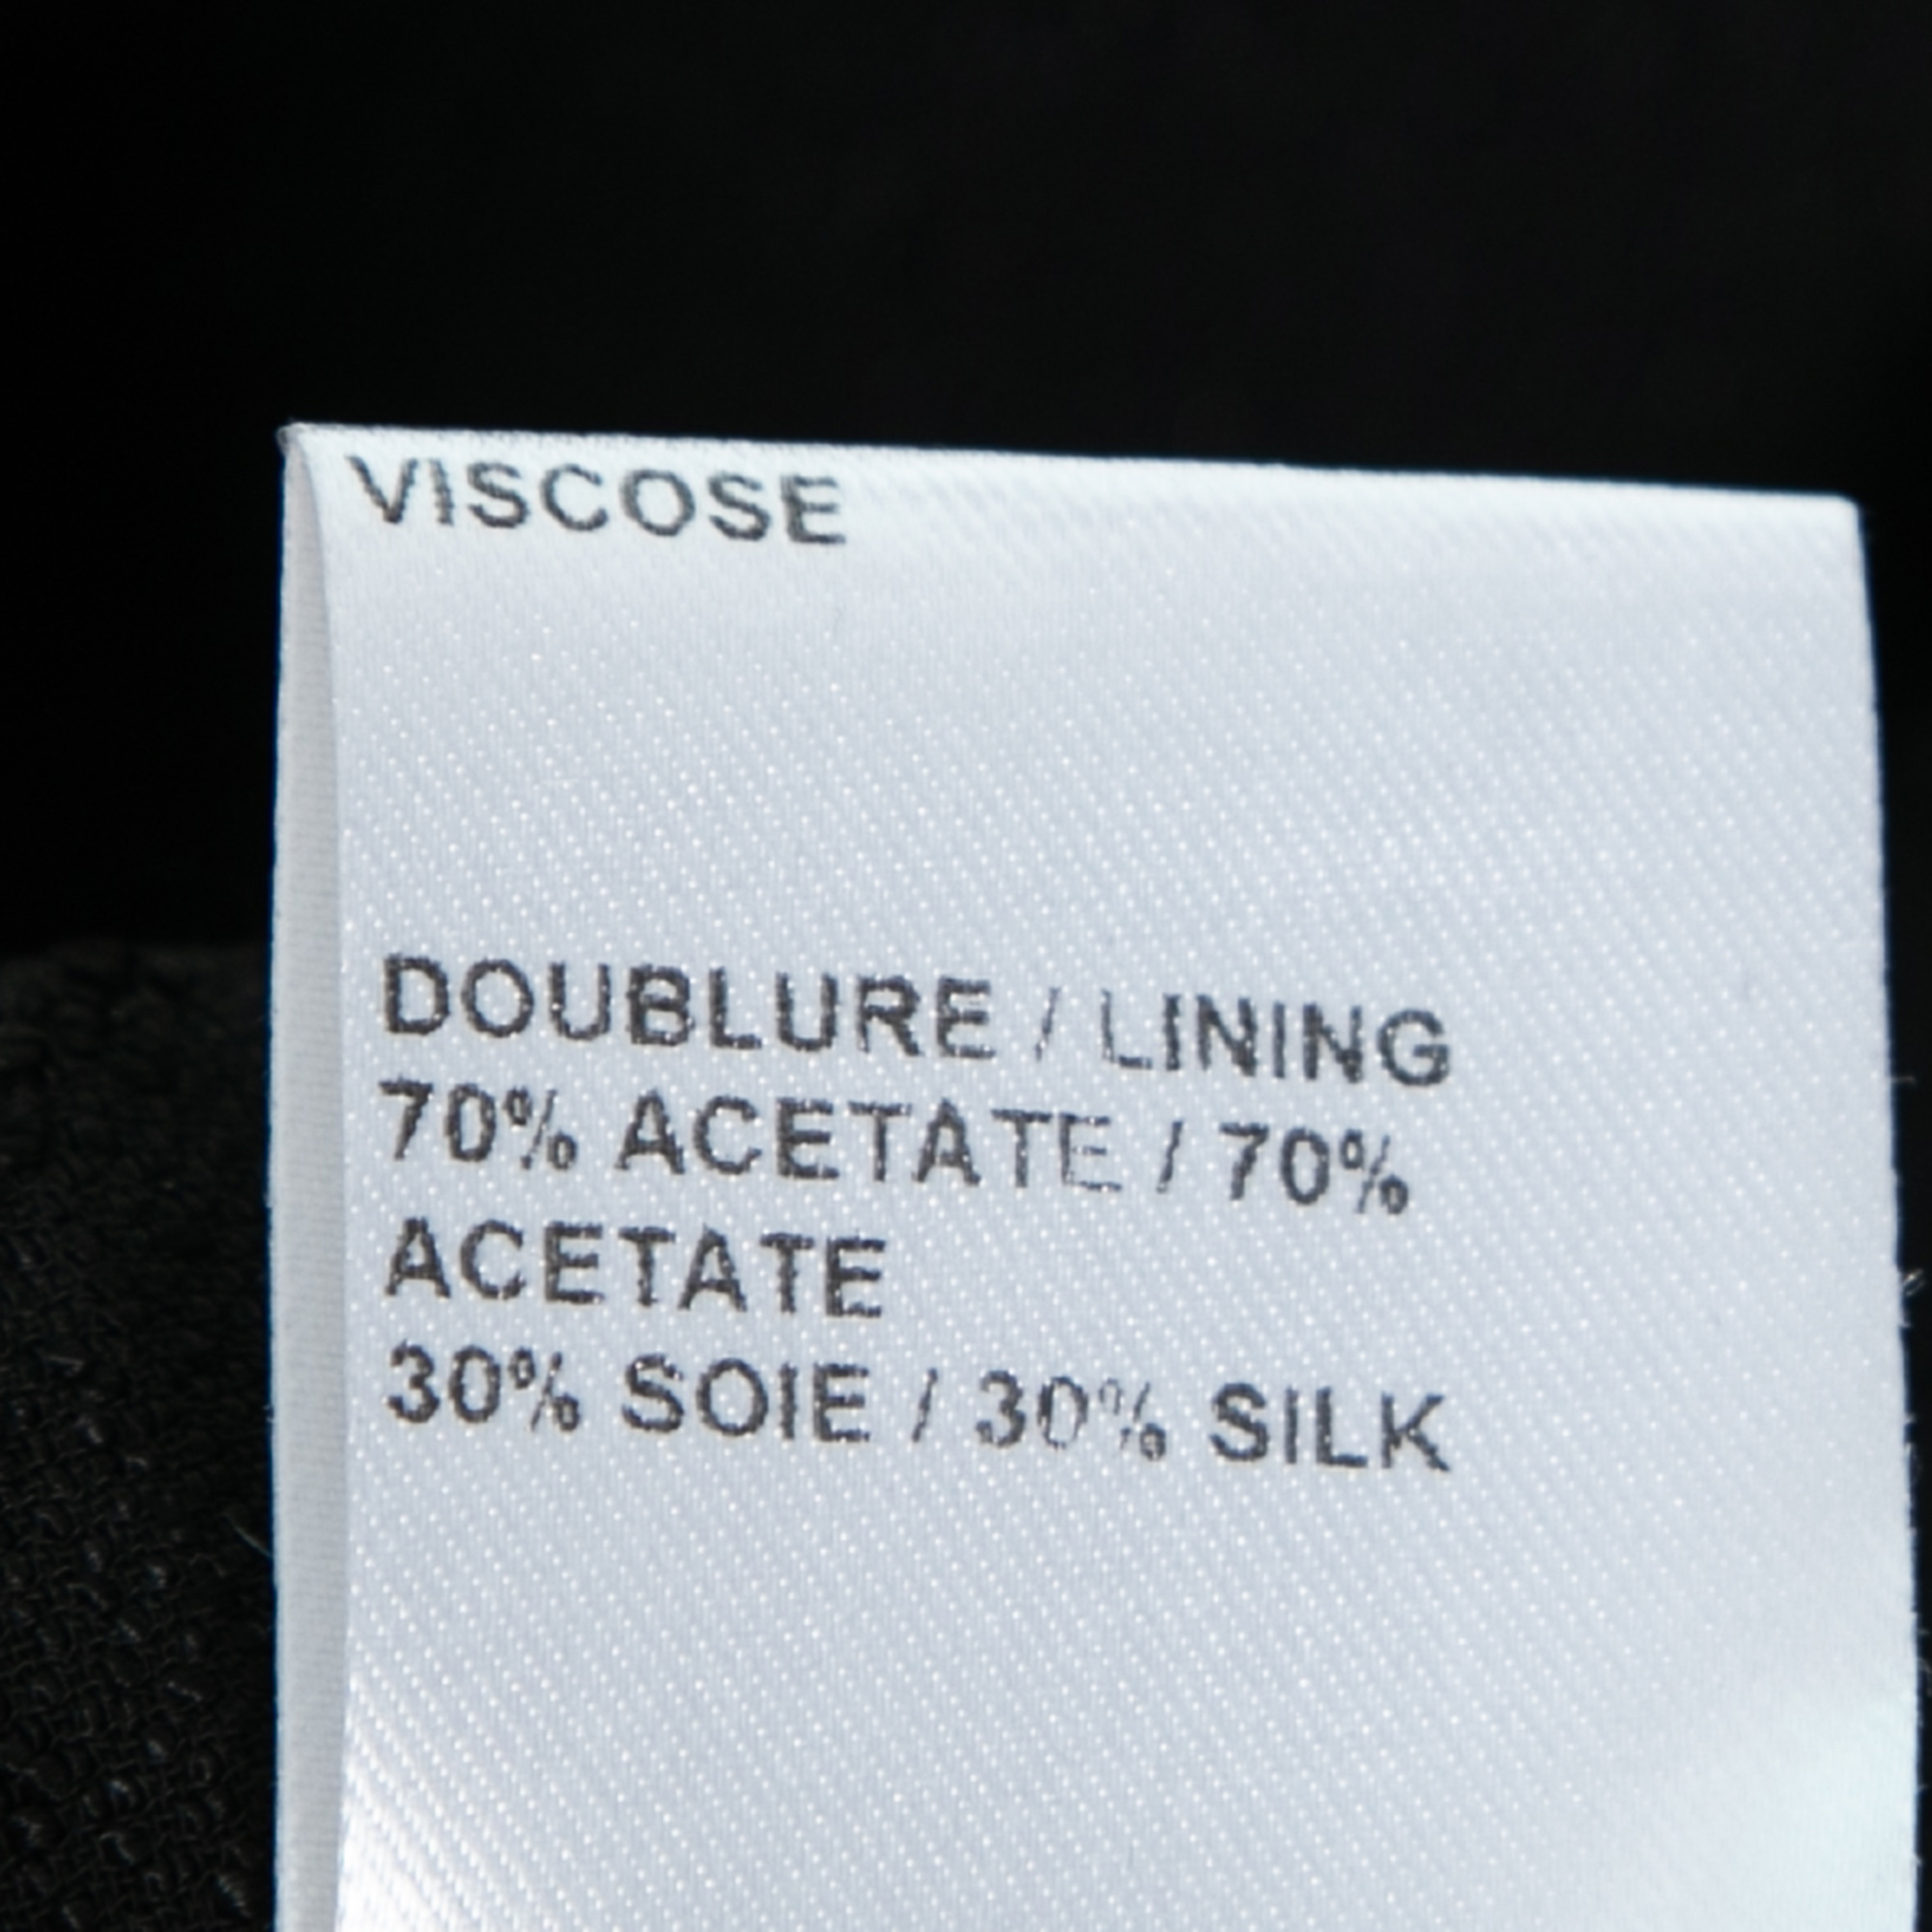 VISCOSE
DOUBLURE / LINING
70% ACETATE / 70%
ACETATE
30% SOIE / 30% SILK